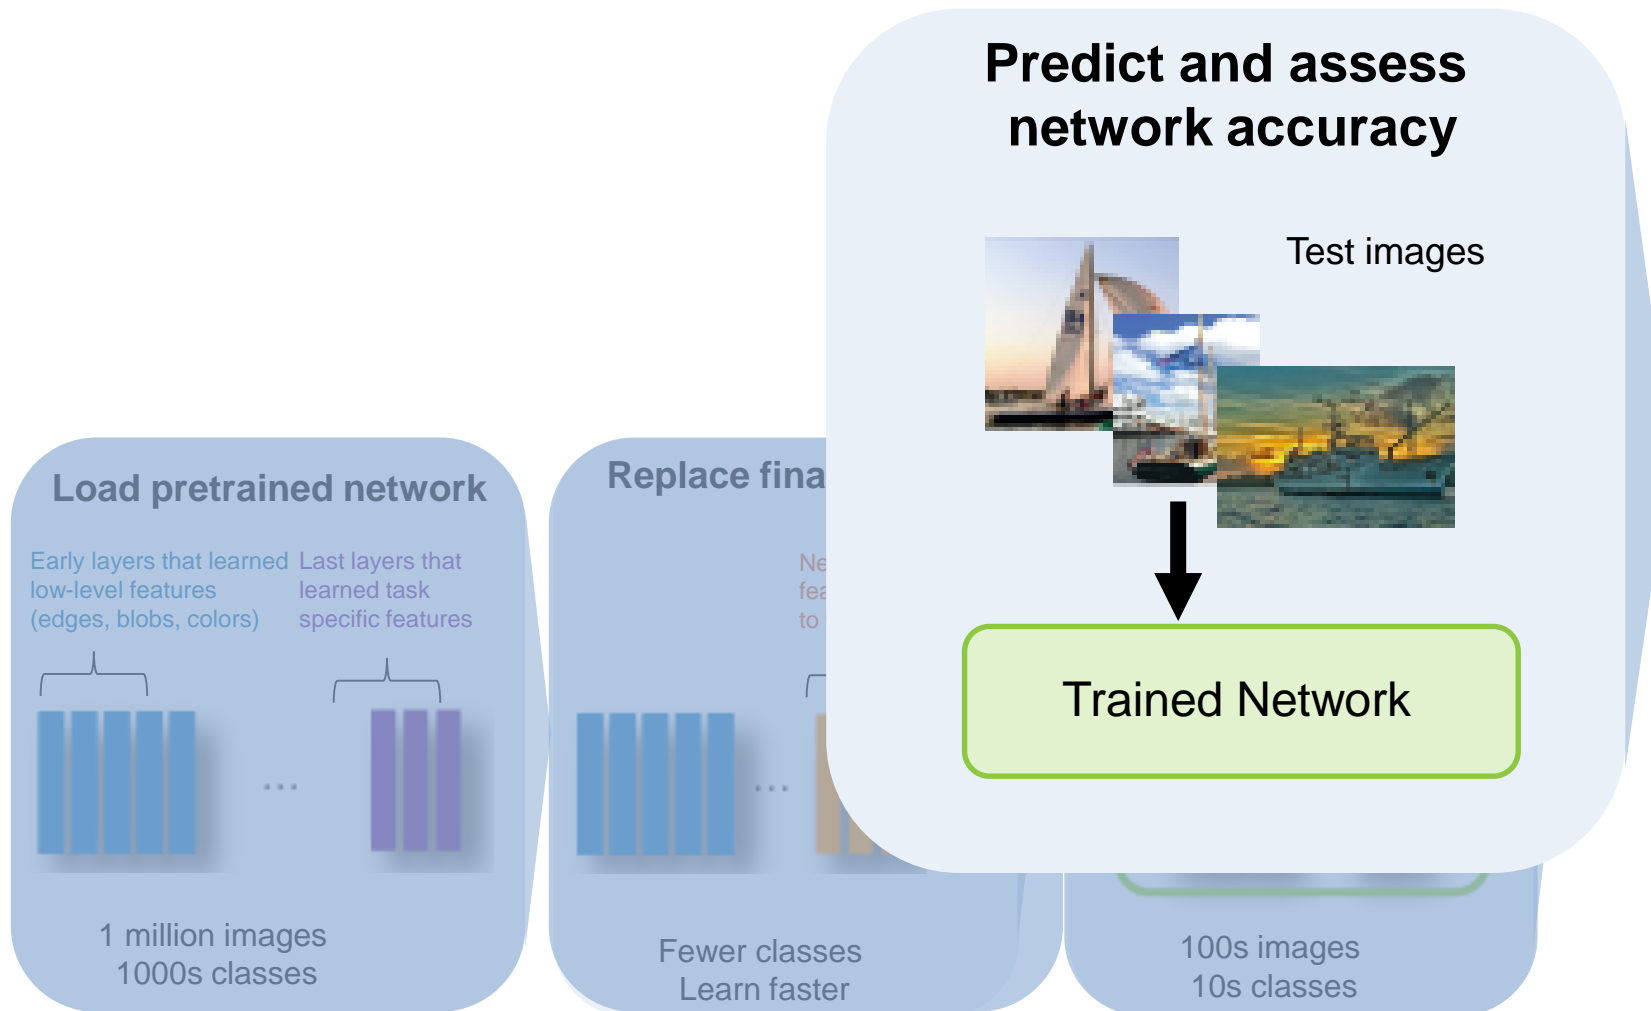 Predict and assess
network accuracy
Test images
Trained Network
Load pretrained network
Early layers that learned
low-level features
(edges, blobs, colors)
Last layers that
learned task
specific features
...
1 million images
1000s classes
Replace
to
...
Fewer classes
Learn faster
100s images
10s classes